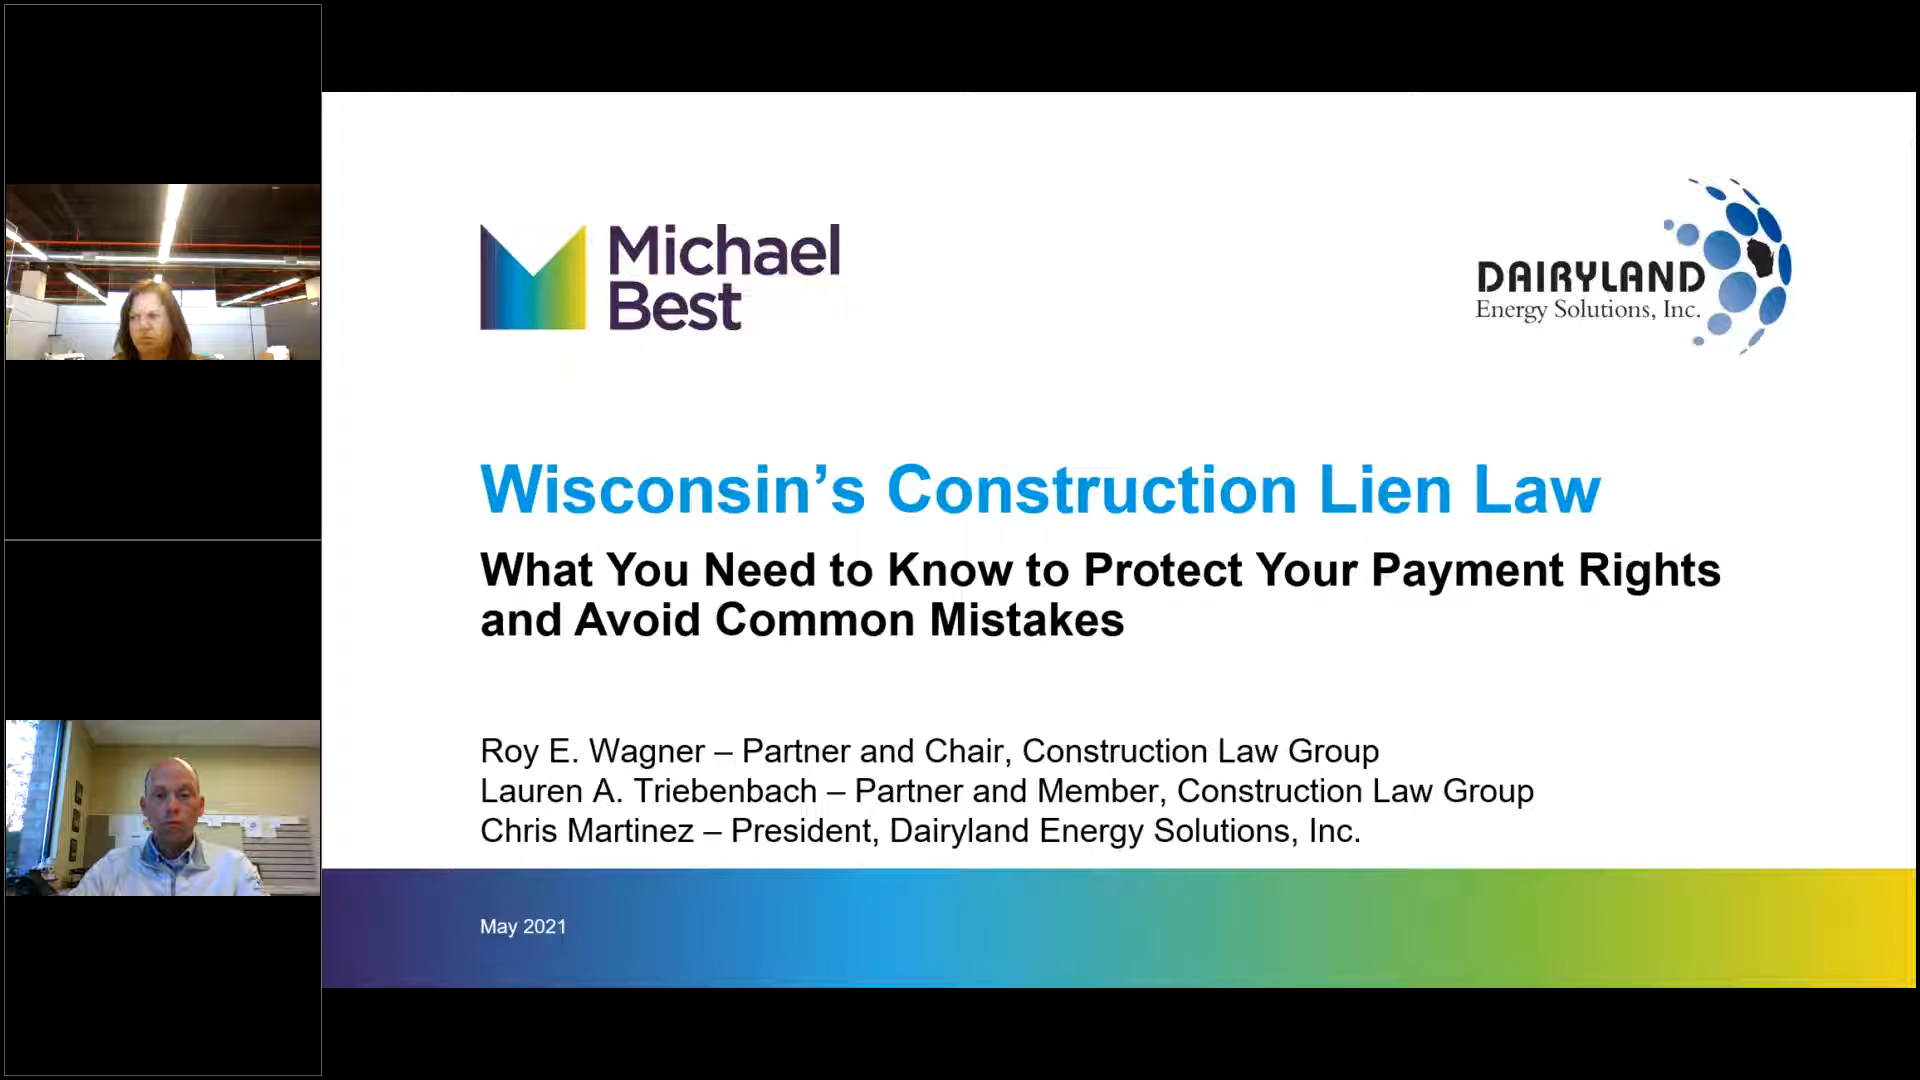 Michael
Best
DAIRYLAND
Energy Solutions, Inc.
Wisconsin’s Construction Lien Law
What You Need to Know to Protect Your Payment Rights
and Avoid Common Mistakes
Roy E. Wagner – Partner and Chair, Construction Law Group
Lauren A. Triebenbach – Partner and Member, Construction Law Group
Chris Martinez – President, Dairyland Energy Solutions, Inc.
May 2021